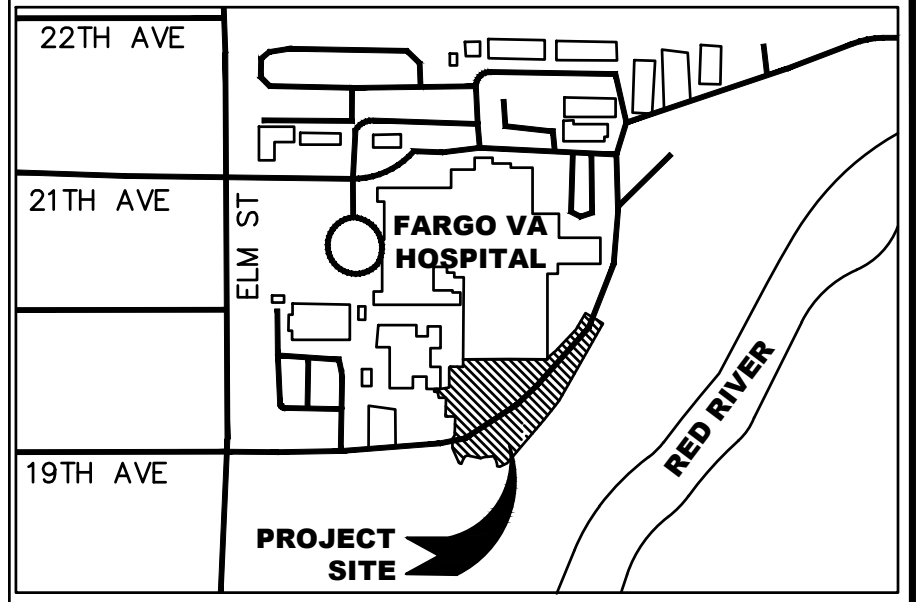 22TH AVE
21TH AVE
ELM ST
FARGO VA
HOSPITAL
RED RIVER
19TH AVE
PROJECT
SITE